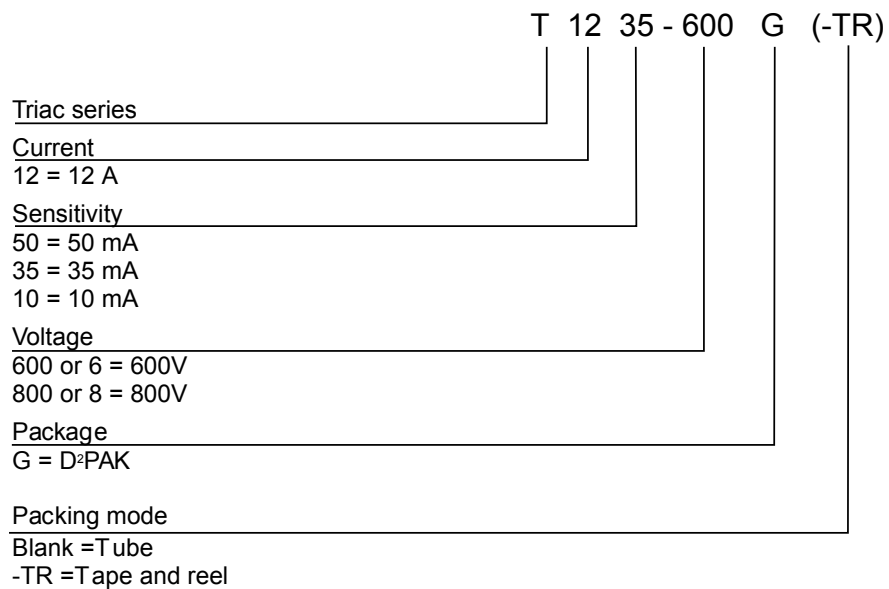 T 12 35 - 600 G (-TR)
Triac series
Current
12 = 12 A
Sensitivity
50 = 50 mA
35 = 35 mA
10 = 10 mA
Voltage
600 or 6 = 600V
800 or 8 = 800V
Package
G = D²PAK
Packing mode
Blank =Tube
-TR =Tape and reel